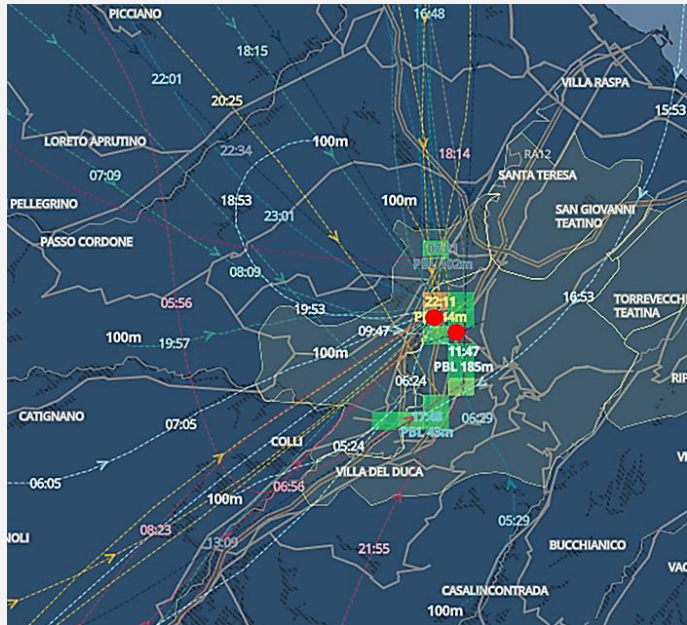 PICCIANO
16:48
18:15
22:01
VILLA RASPA
20:25
15:53
LORETO APRUTINO
100m
22:34
18:14
RA12
07:09
SANTA TERESA
18:53
100m
PELLEGRINO
23:01
SAN GIOVANNI
TEATINO
PASSO CORDONE
08:09
05:56
16:53
22:11
TORREVECCHI
TEATINA
19:53
09:47
100m
19:57
100m
11:47
PBL 185m
06:24
RIP
CATIGNANO
07:05
06:29
COLLI
05:24
VILLA DEL DUCA
06:05
06:56
100m
05:29
08:23
NOLI
13:09
21:55
BUCCHIANICO
VAC
CASALINCONTRADA
100m